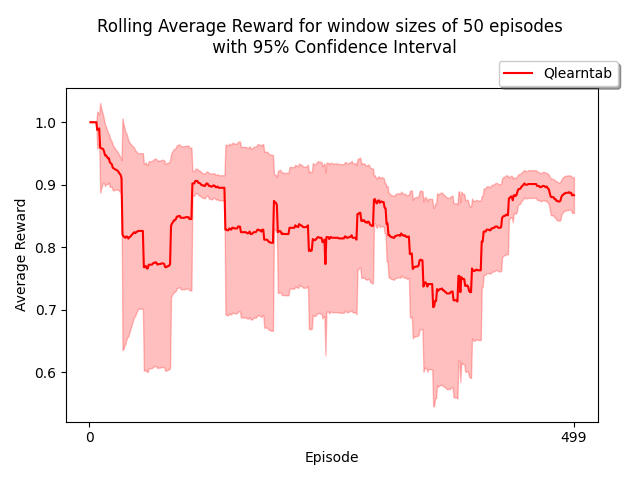 Rolling Average Reward for window sizes of 50 episodes
with 95% Confidence Interval
Qlearntab
1.0
0.9
0.8
0.7
0.6
Average Reward
0
499
Episode